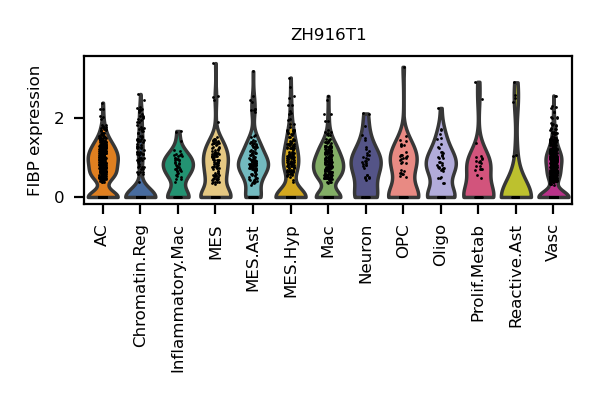 ZH916T1
FIBP expression
2
0
AC
Chromatin.Reg
Inflammatory.Mac
MES
MES.Ast
MES.Hyp
Mac
Neuron
OPC
Oligo
Prolif.Metab
Reactive.Ast
Vasc